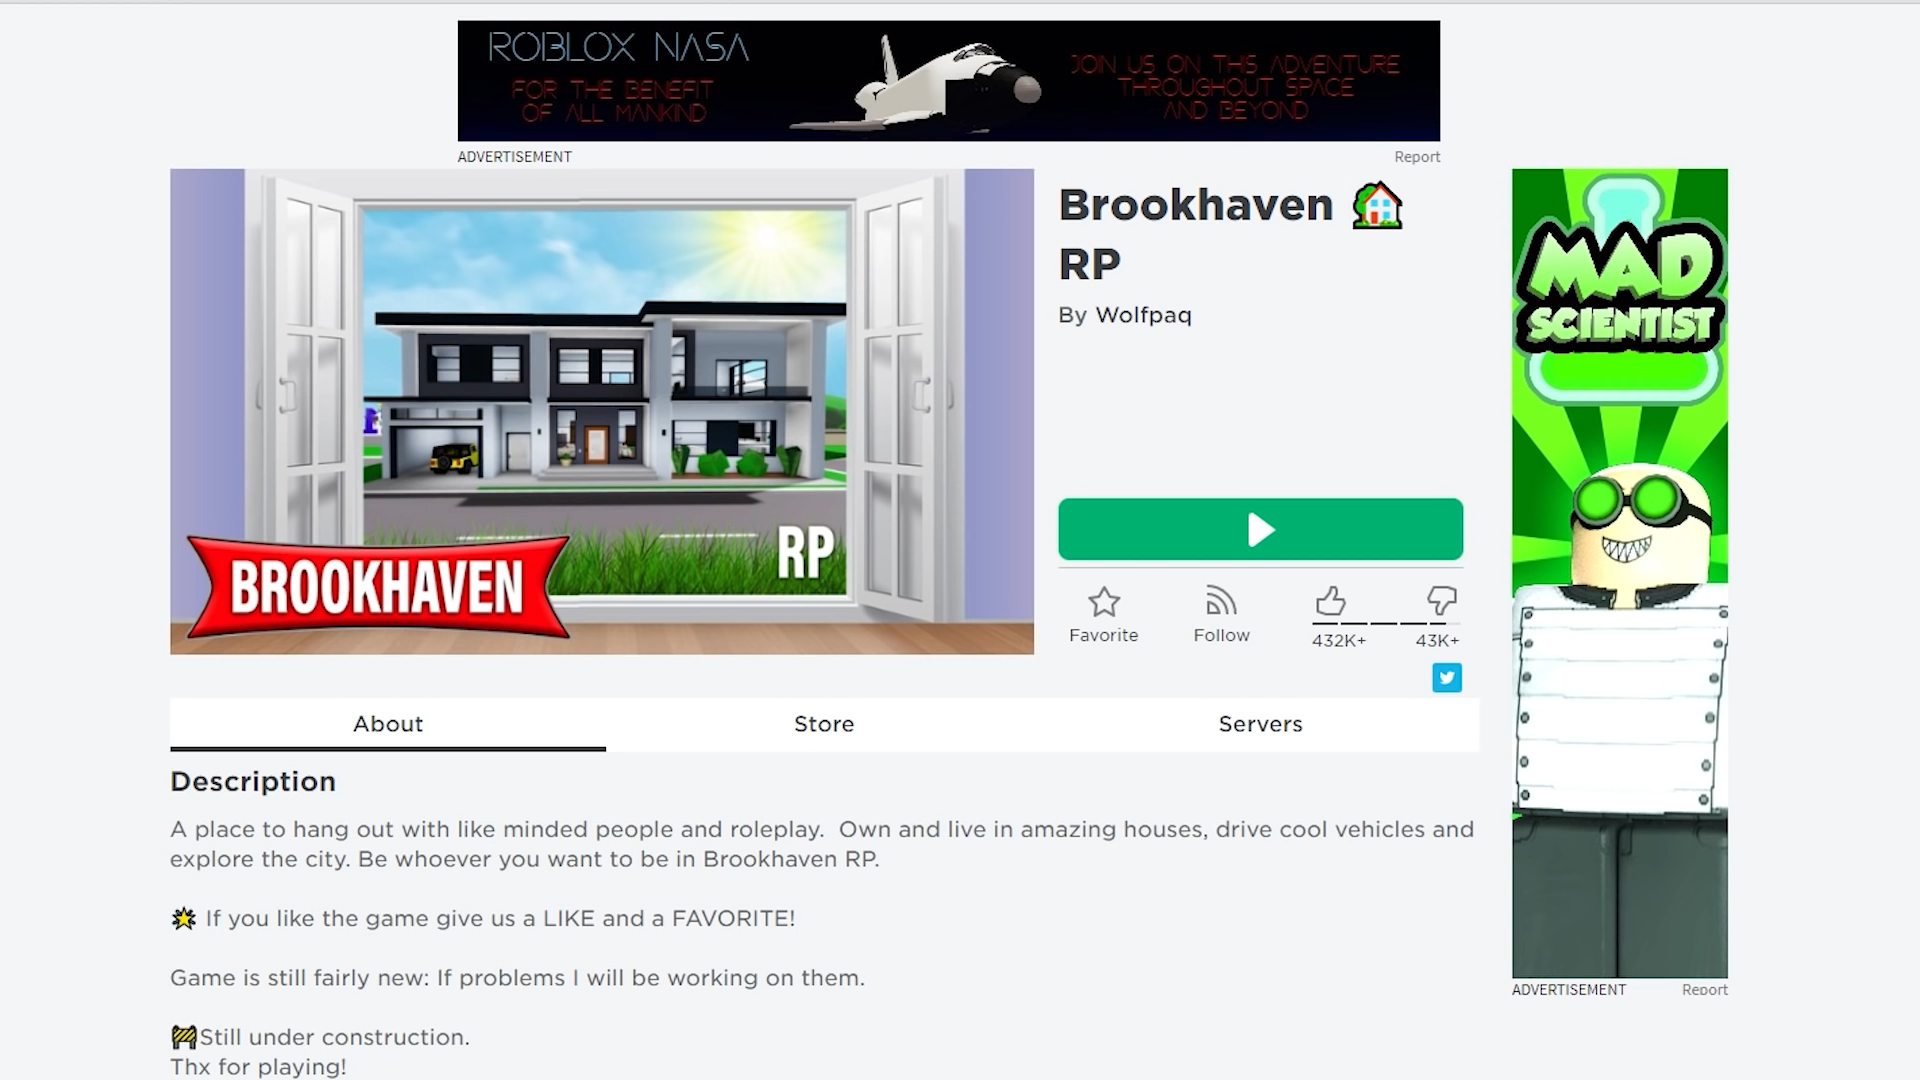 ROBLOX NASA
FOR THE BENEFIT
OF ALL MANKIND
JOIN US ON THIS ADVENTURE
THROUGHOUT SPACE
AND BEYOND
ADVERTISEMENT
Report
BROOKHAVEN
RP
Brookhaven
RP
By Wolfpaq
Favorite
Follow
432K+
43K+
About
Store
Servers
Description
A place to hang out with like minded people and roleplay.  Own and live in amazing houses, drive cool vehicles and
explore the city. Be whoever you want to be in Brookhaven RP.
If you like the game give us a LIKE and a FAVORITE!
Game is still fairly new: If problems I will be working on them.
Still under construction.
Thx for playing!
MAD
SCIENTIST
ADVERTISEMENT
Report